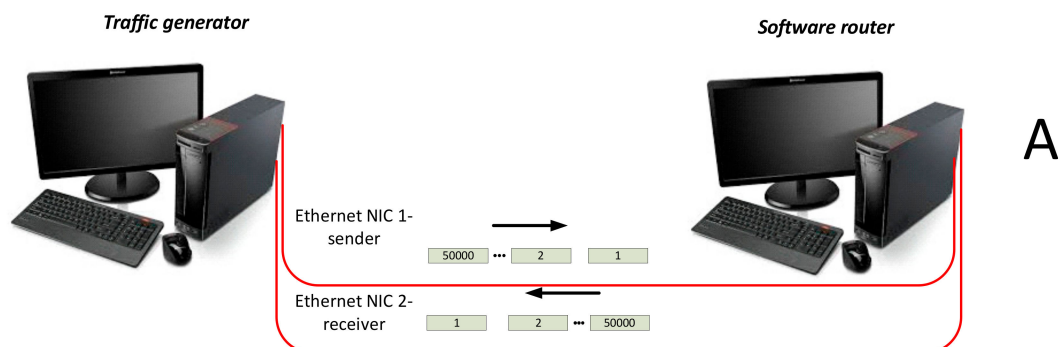 Traffic generator
Software router
A
Ethernet NIC 1-
sender
50000 ••• 2 1
Ethernet NIC 2-
receiver
1 2 ••• 50000